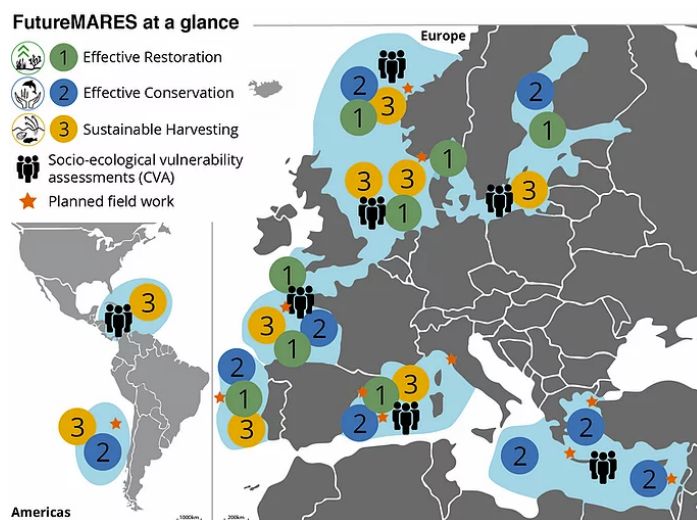 FutureMARES at a glance
1 Effective Restoration
2 Effective Conservation
3 Sustainable Harvesting
Socio-ecological vulnerability
assessments (CVA)
Planned field work
Europe
2
3
1
2
1
1
3
3
1
3
1
3
2
1
2
1
3
1
3
2
2
2
2
3
3
2
Americas
1000km
200km